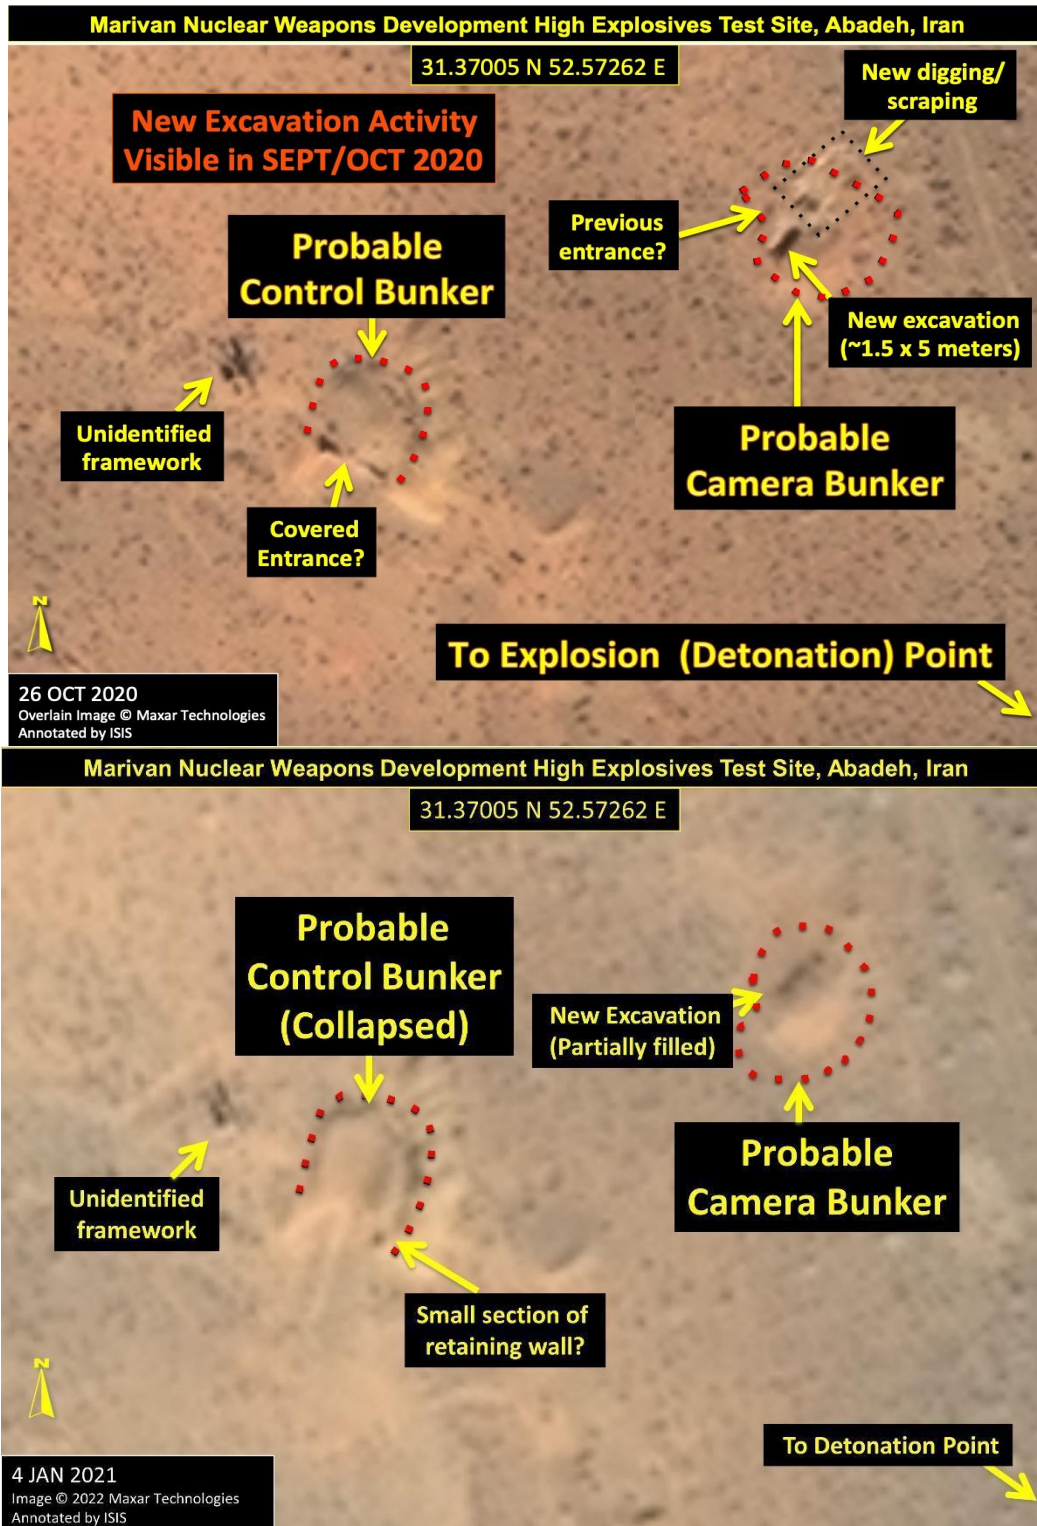 Marivan Nuclear Weapons Development High Explosives Test Site, Abadeh, Iran
31.37005 N 52.57262 E
New digging/
scraping
New Excavation Activity
Visible in SEPT/OCT 2020
Previous
entrance?
Probable
Control Bunker
New excavation
(~1.5 x 5 meters)
Unidentified
framework
Probable
Camera Bunker
Covered
Entrance?
N
To Explosion (Detonation) Point
26 OCT 2020
Overlain Image © Maxar Technologies
Annotated by ISIS
Marivan Nuclear Weapons Development High Explosives Test Site, Abadeh, Iran
31.37005 N 52.57262 E
Probable
Control Bunker
(Collapsed)
New Excavation
(Partially filled)
Probable
Camera Bunker
Unidentified
framework
Small section of
retaining wall?
N
To Detonation Point
4 JAN 2021
Image © 2022 Maxar Technologies
Annotated by ISIS